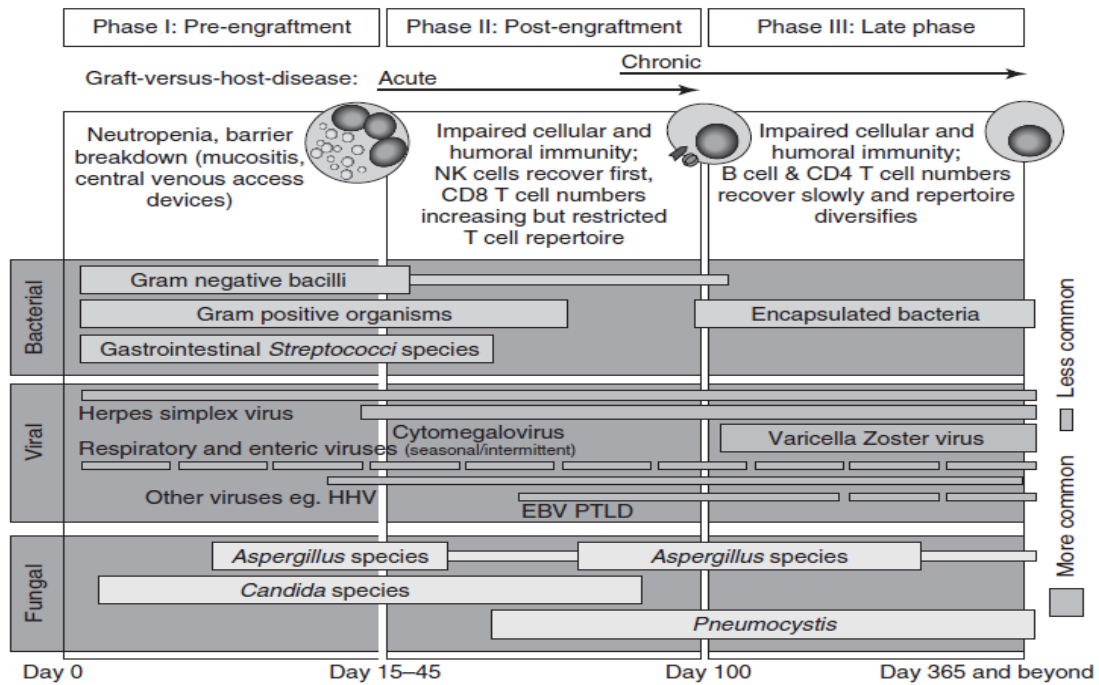 Phase I: Pre-engraftment
Phase II: Post-engraftment
Phase III: Late phase
Graft-versus-host-disease:
Acute
Chronic
Neutropenia, barrier
breakdown (mucositis,
central venous access
devices)
Impaired cellular and
humoral immunity;
NK cells recover first,
CD8 T cell numbers
increasing but restricted
T cell repertoire
Impaired cellular and
humoral immunity;
B cell & CD4 T cell numbers
recover slowly and repertoire
diversifies
Bacterial
Gram negative bacilli
Gram positive organisms
Encapsulated bacteria
Gastrointestinal Streptococci species
Viral
Herpes simplex virus
Cytomegalovirus
Varicella Zoster virus
Respiratory and enteric viruses (seasonal/intermittent)
Other viruses eg. HHV
EBV PTLD
Fungal
Aspergillus species
Aspergillus species
Candida species
Pneumocystis
Less common
More common
Day 0
Day 15–45
Day 100
Day 365 and beyond